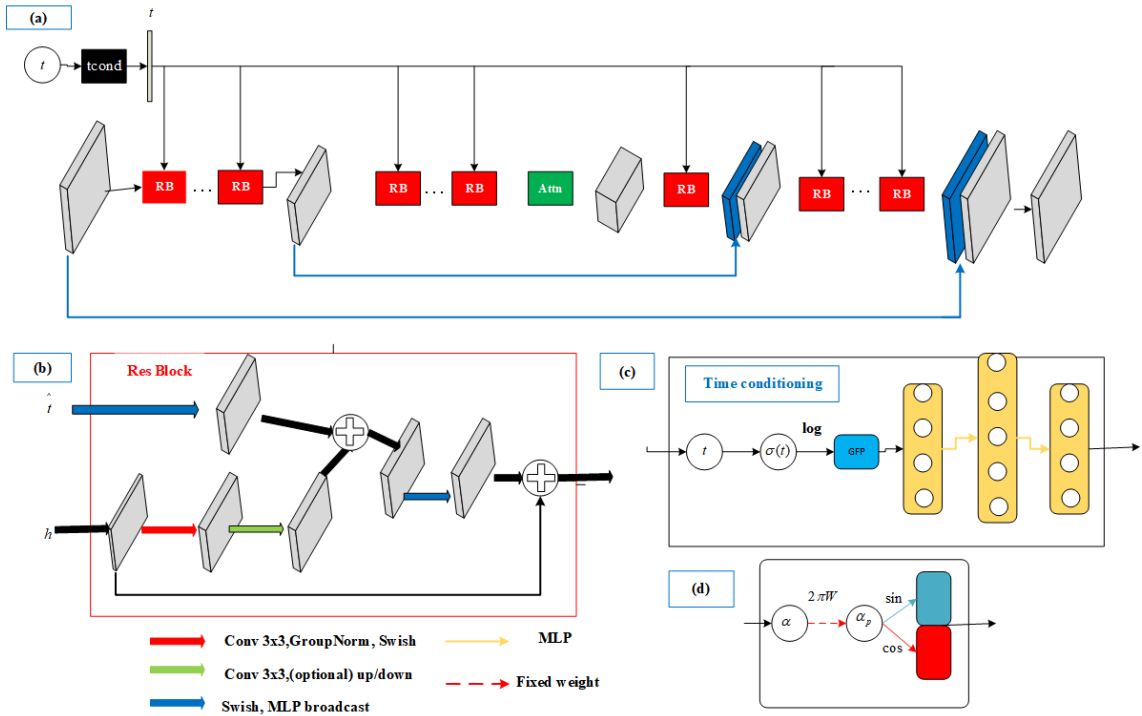 (a)
t
t
tcond
RB
...
RB
RB
...
RB
Attn
RB
RB
...
RB
(b)
Res Block
t̂
h
(c)
Time conditioning
t
σ(t)
log
GFP
(d)
α
2πW
α_p
sin
cos
Conv 3x3,GroupNorm, Swish
MLP
Conv 3x3,(optional) up/down
Fixed weight
Swish, MLP broadcast